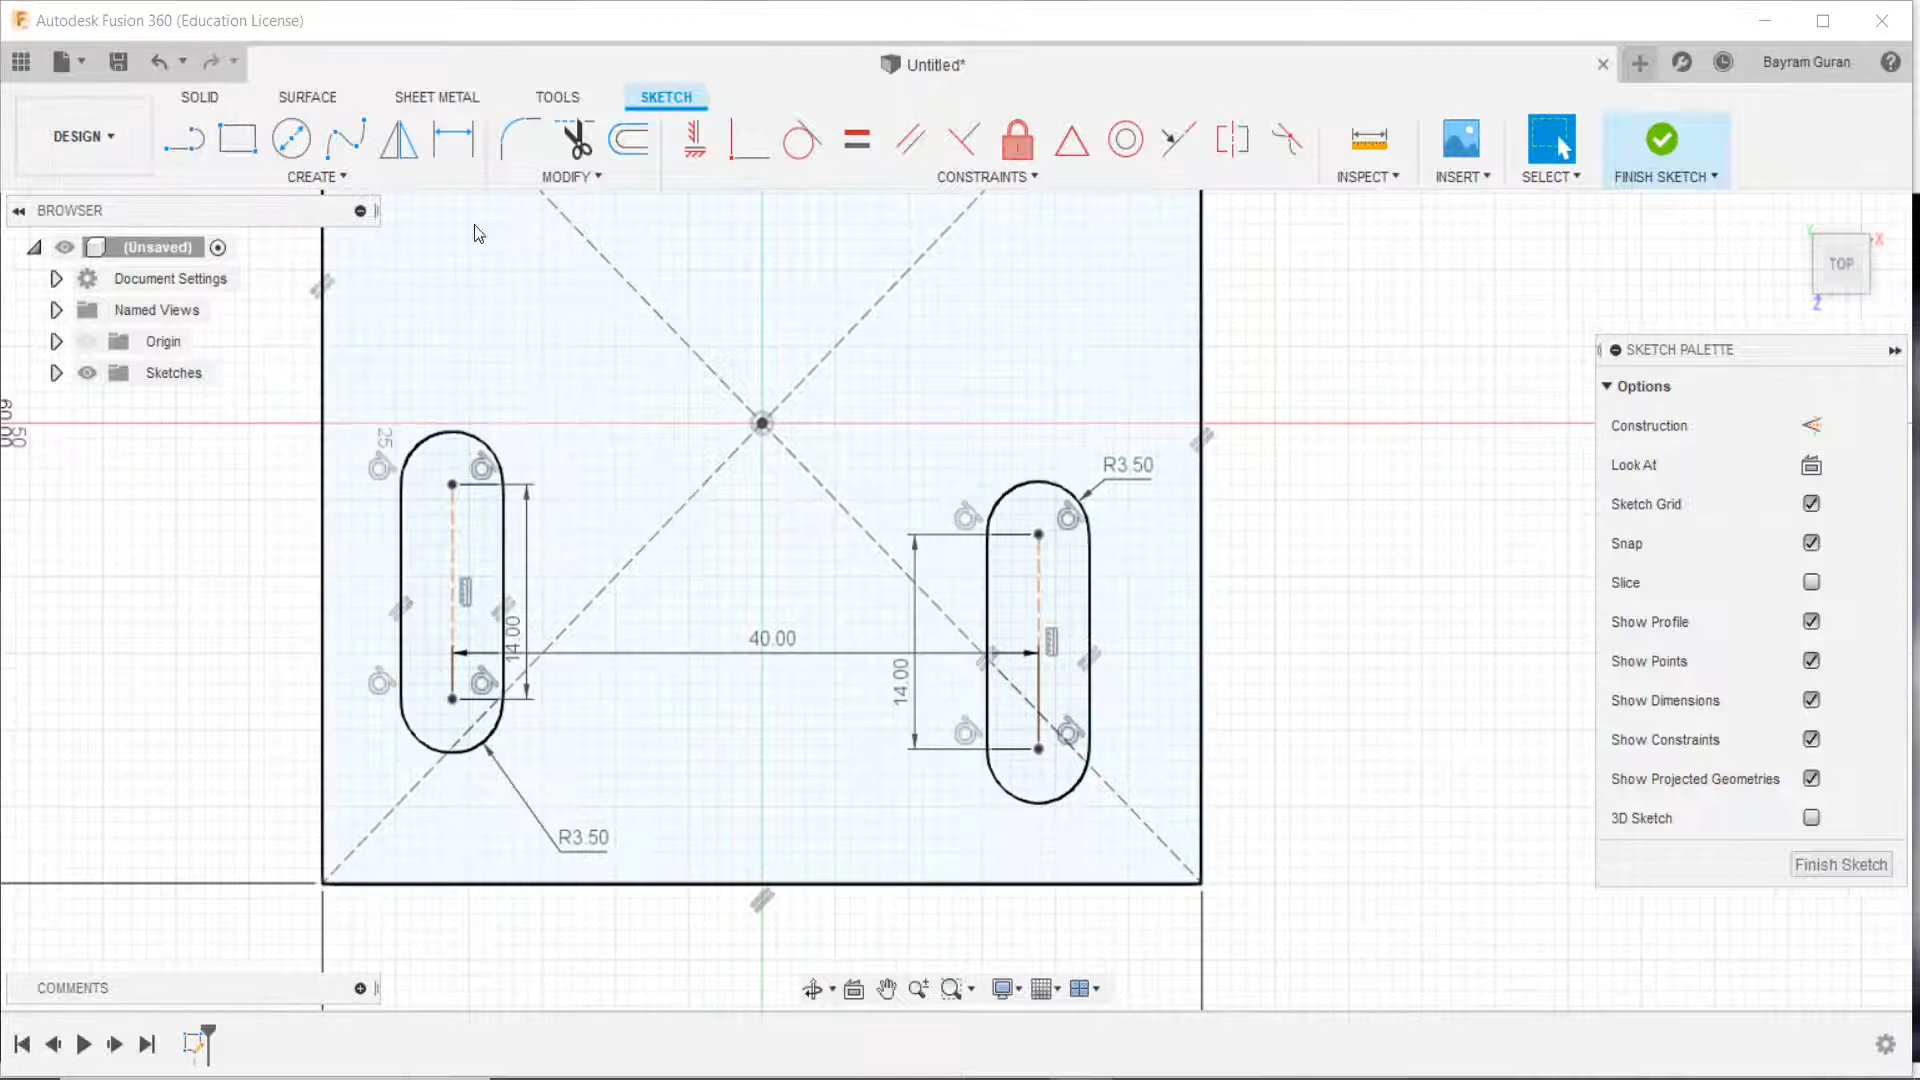 Autodesk Fusion 360 (Education License)
Untitled*
Bayram Guran
SOLID
SURFACE
SHEET METAL
TOOLS
SKETCH
DESIGN
CREATE
MODIFY
CONSTRAINTS
INSPECT
INSERT
SELECT
FINISH SKETCH
BROWSER
(Unsaved)
Document Settings
Named Views
Origin
Sketches
TOP
Y
X
Z
SKETCH PALETTE
Options
Construction
Look At
Sketch Grid
Snap
Slice
Show Profile
Show Points
Show Dimensions
Show Constraints
Show Projected Geometries
3D Sketch
Finish Sketch
25
50
R3.50
14.00
40.00
14.00
R3.50
COMMENTS